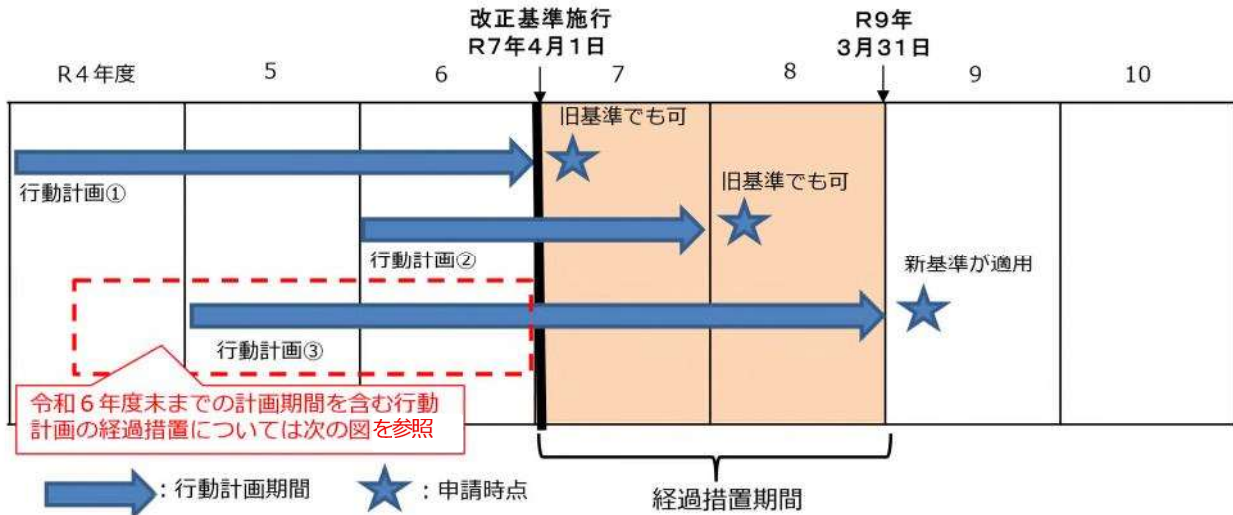 改正基準施行
R7年4月1日
R9年
3月31日
R4年度 5 6 7 8 9 10
旧基準でも可
行動計画①
旧基準でも可
行動計画②
新基準が適用
行動計画③
令和6年度末までの計画期間を含む行動
計画の経過措置については次の図を参照
：行動計画期間 ：申請時点
経過措置期間